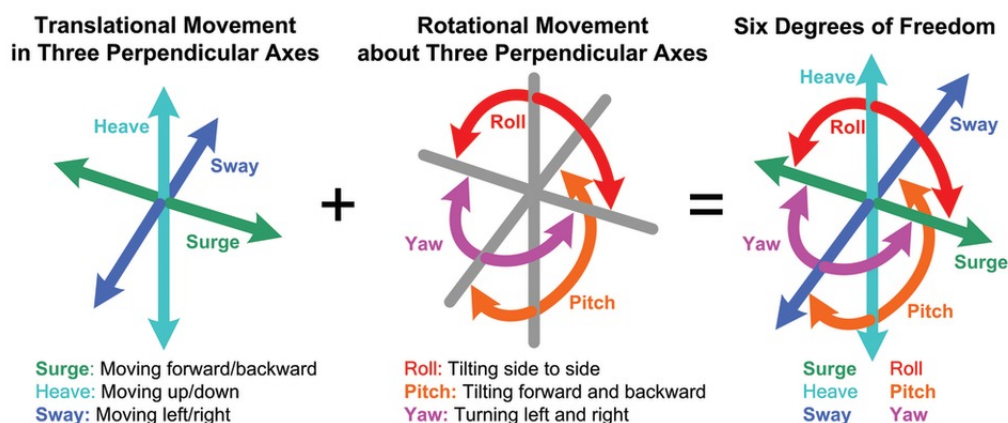 Translational Movement
in Three Perpendicular Axes
Heave
Sway
Surge
Surge: Moving forward/backward
Heave: Moving up/down
Sway: Moving left/right
+
Rotational Movement
about Three Perpendicular Axes
Roll
Yaw
Pitch
Roll: Tilting side to side
Pitch: Tilting forward and backward
Yaw: Turning left and right
=
Six Degrees of Freedom
Heave
Roll
Sway
Yaw
Surge
Pitch
Surge Roll
Heave Pitch
Sway Yaw